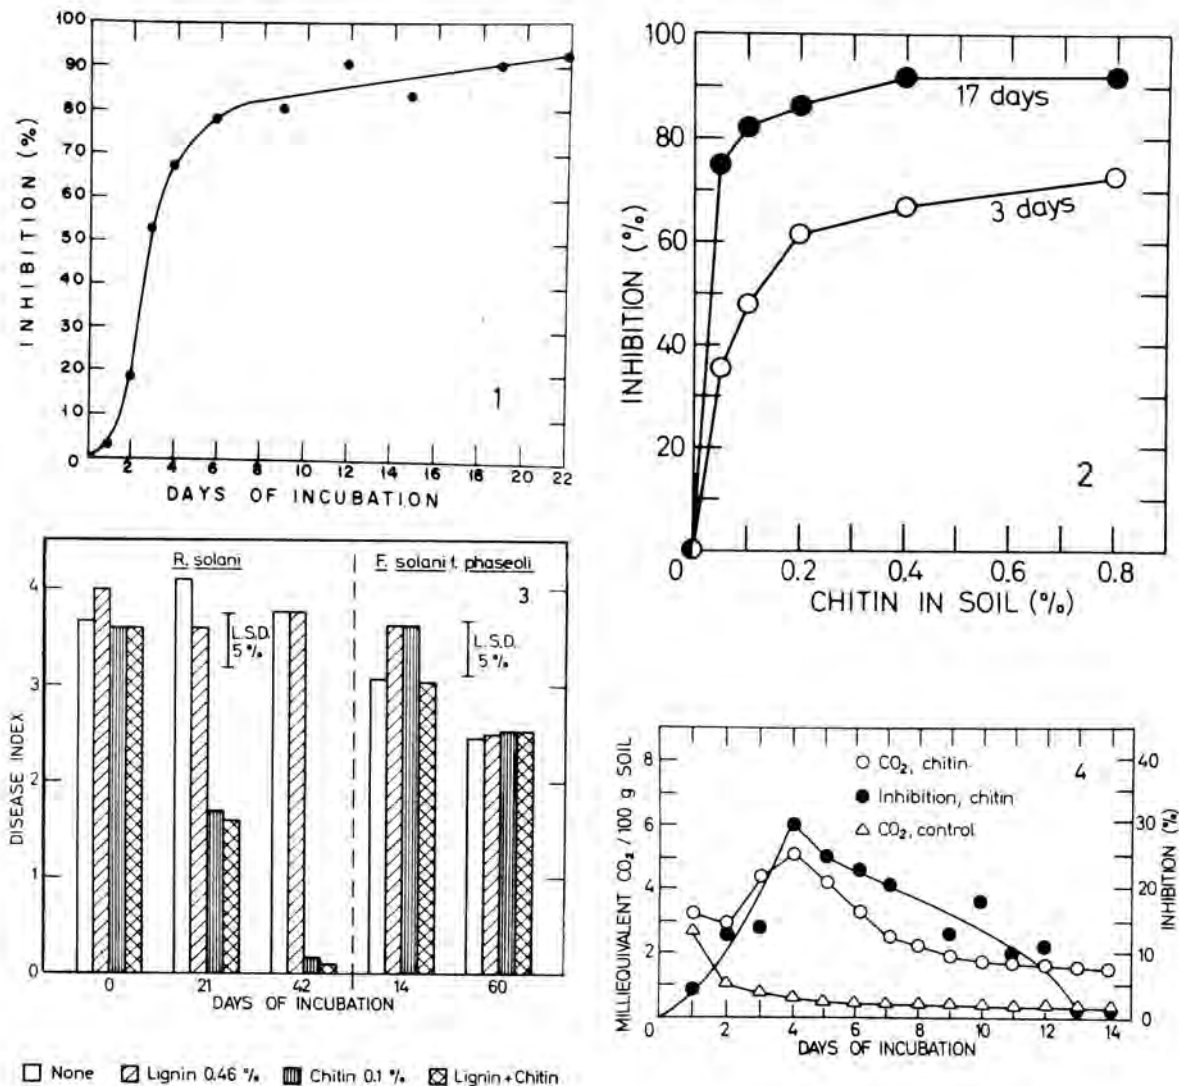 100
90
80
70
60
50
40
30
20
10
0
INHIBITION (%)
2 4 6 8 10 12 14 16 18 20 22
DAYS OF INCUBATION
1
100
80
60
40
20
0
INHIBITION (%)
17 days
3 days
2
0.2 0.4 0.6 0.8
CHITIN IN SOIL (%)
R. solani
F. solani f. phaseoli
3
L.S.D.
5 %
L.S.D.
5 %
4
3
2
1
0
DISEASE INDEX
0 21 42 14 60
DAYS OF INCUBATION
None Lignin 0.46 % Chitin 0.1 % Lignin + Chitin
8
6
4
2
0
MILLIEQUIVALENT CO₂ / 100 g SOIL
CO₂, chitin
Inhibition, chitin
CO₂, control
4
40
30
20
10
0
INHIBITION (%)
2 4 6 8 10 12 14
DAYS OF INCUBATION